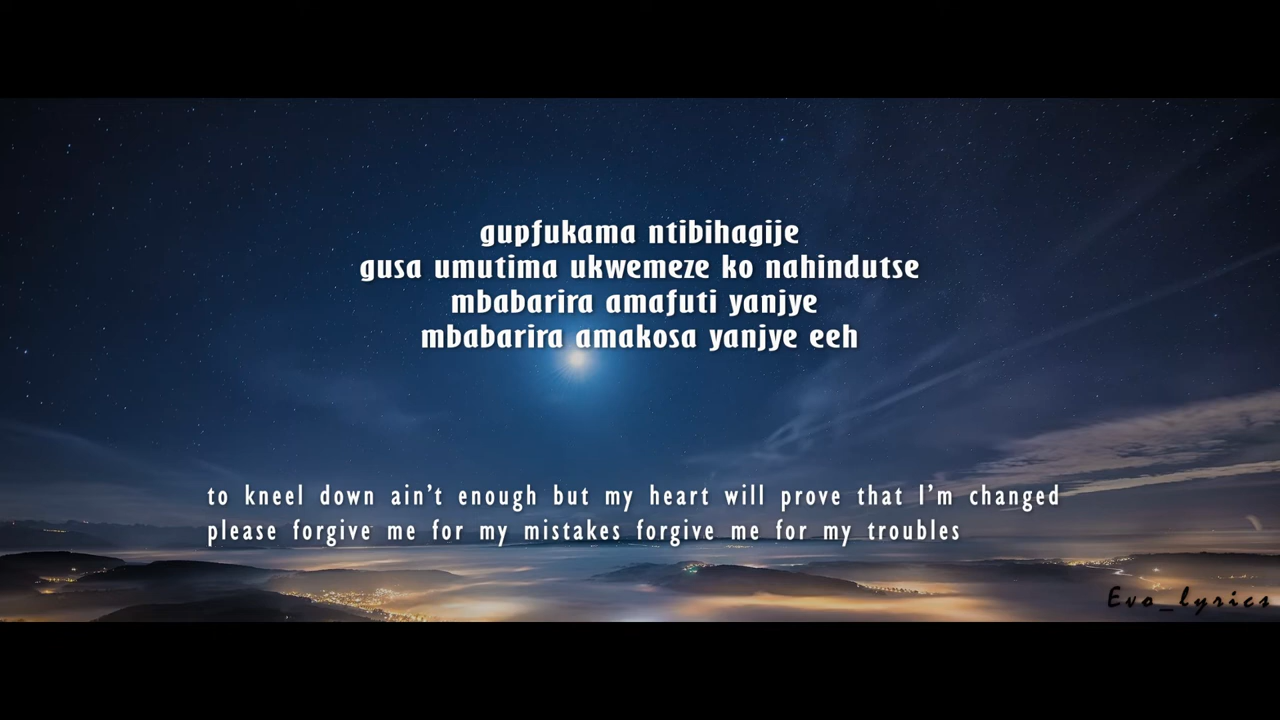 gupfukama ntibihagije
gusa umutima ukwemeze ko nahindutse
mbabarira amafuti yanjye
mbabarira amakosa yanjye eeh
to kneel down ain't enough but my heart will prove that I'm changed
please forgive me for my mistakes forgive me for my troubles
Evo_lyrics